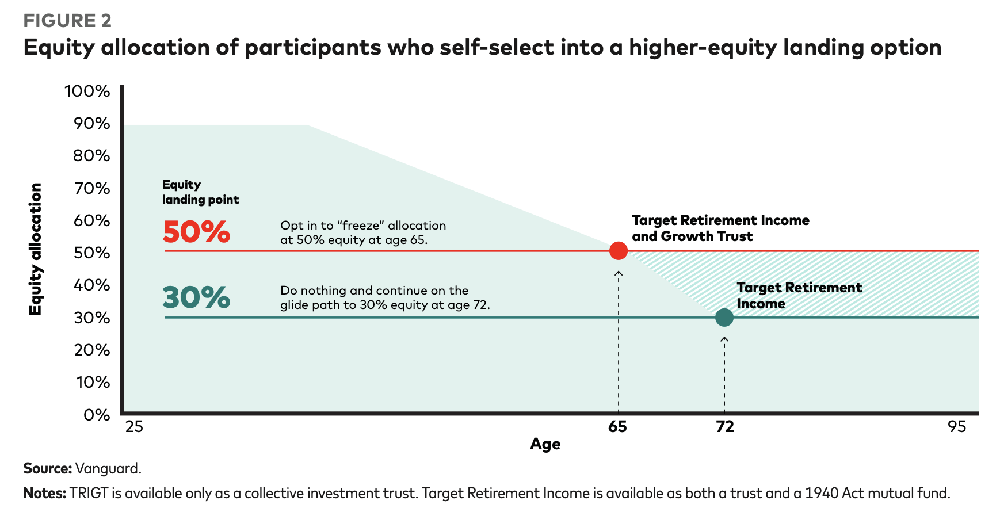 FIGURE 2
Equity allocation of participants who self-select into a higher-equity landing option
100%
90%
80%
70%
60%
50%
40%
30%
20%
10%
0%
Equity allocation
Equity
landing point
50%
Opt in to “freeze” allocation
at 50% equity at age 65.
30%
Do nothing and continue on the
glide path to 30% equity at age 72.
Target Retirement Income
and Growth Trust
Target Retirement
Income
25
65
72
95
Age
Source: Vanguard.
Notes: TRIGT is available only as a collective investment trust. Target Retirement Income is available as both a trust and a 1940 Act mutual fund.